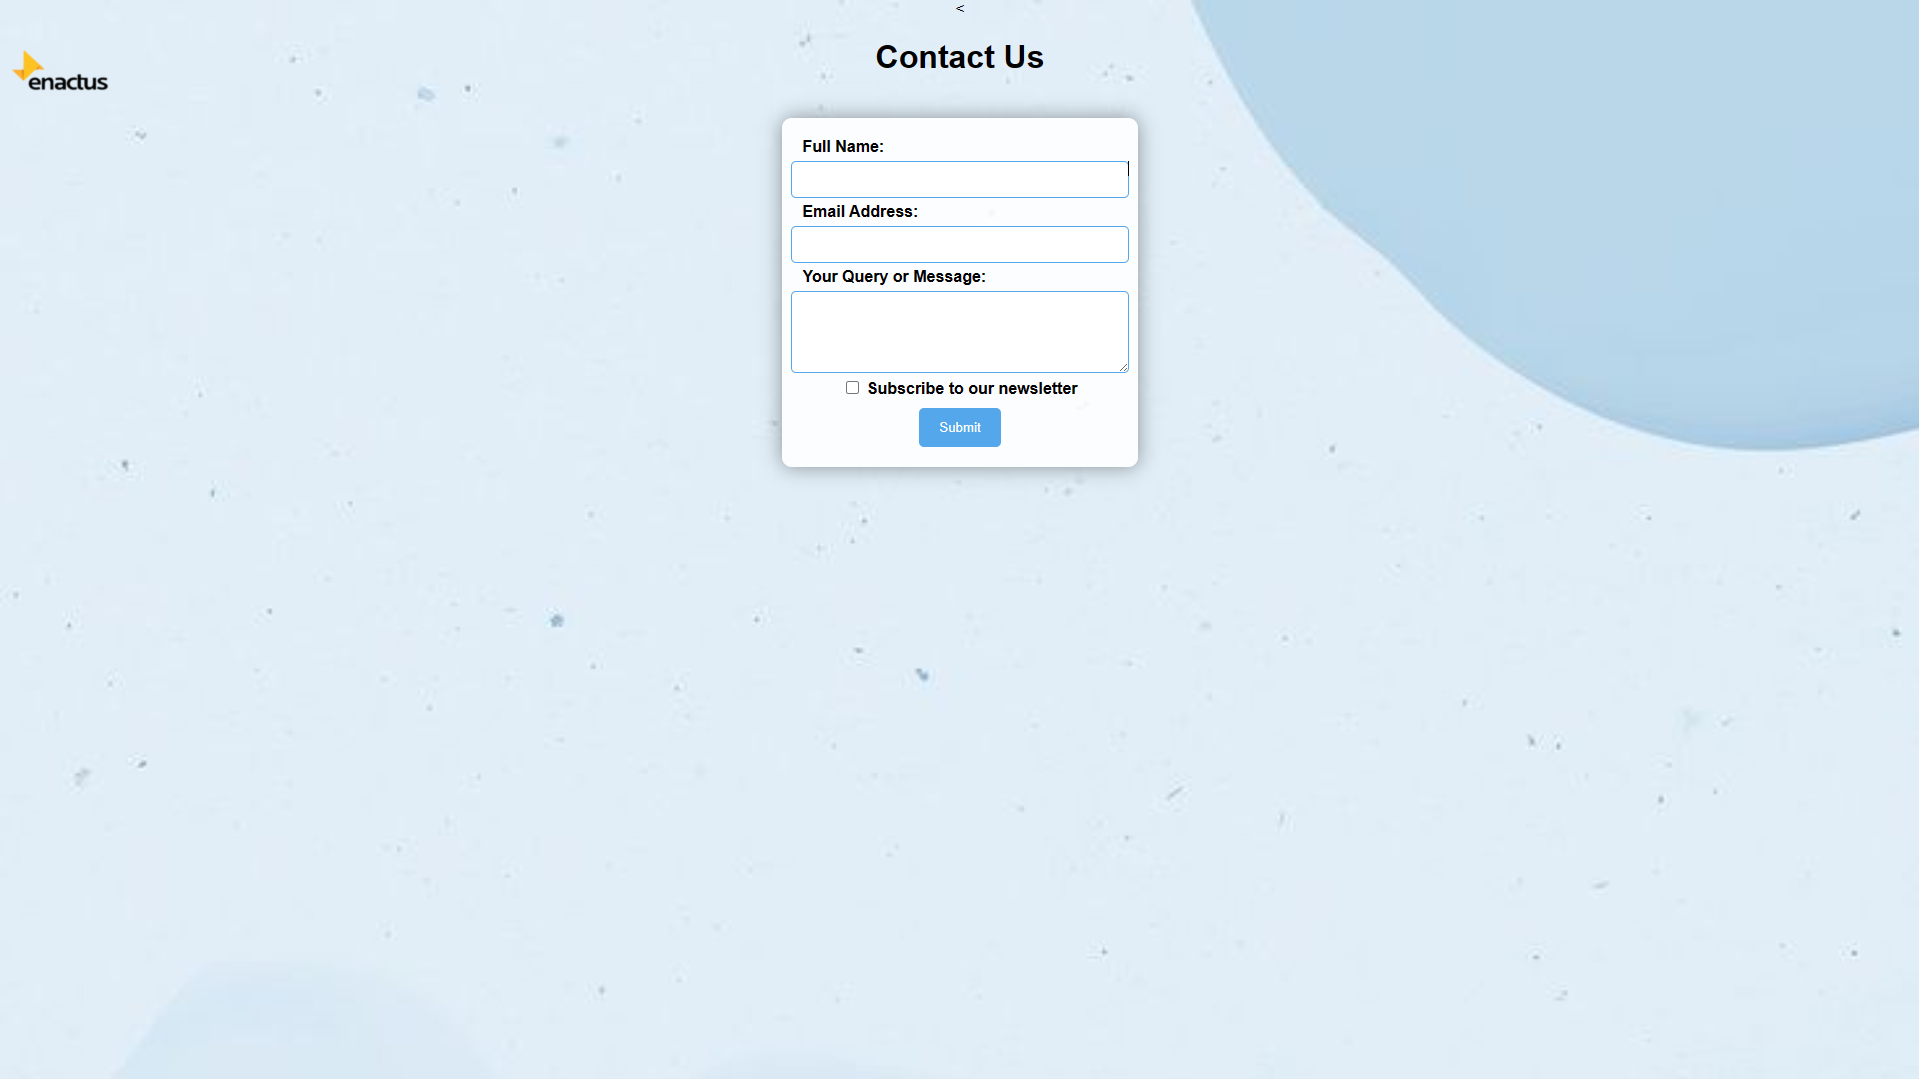 <
Contact Us
enactus
Full Name:
Email Address:
Your Query or Message:
Subscribe to our newsletter
Submit